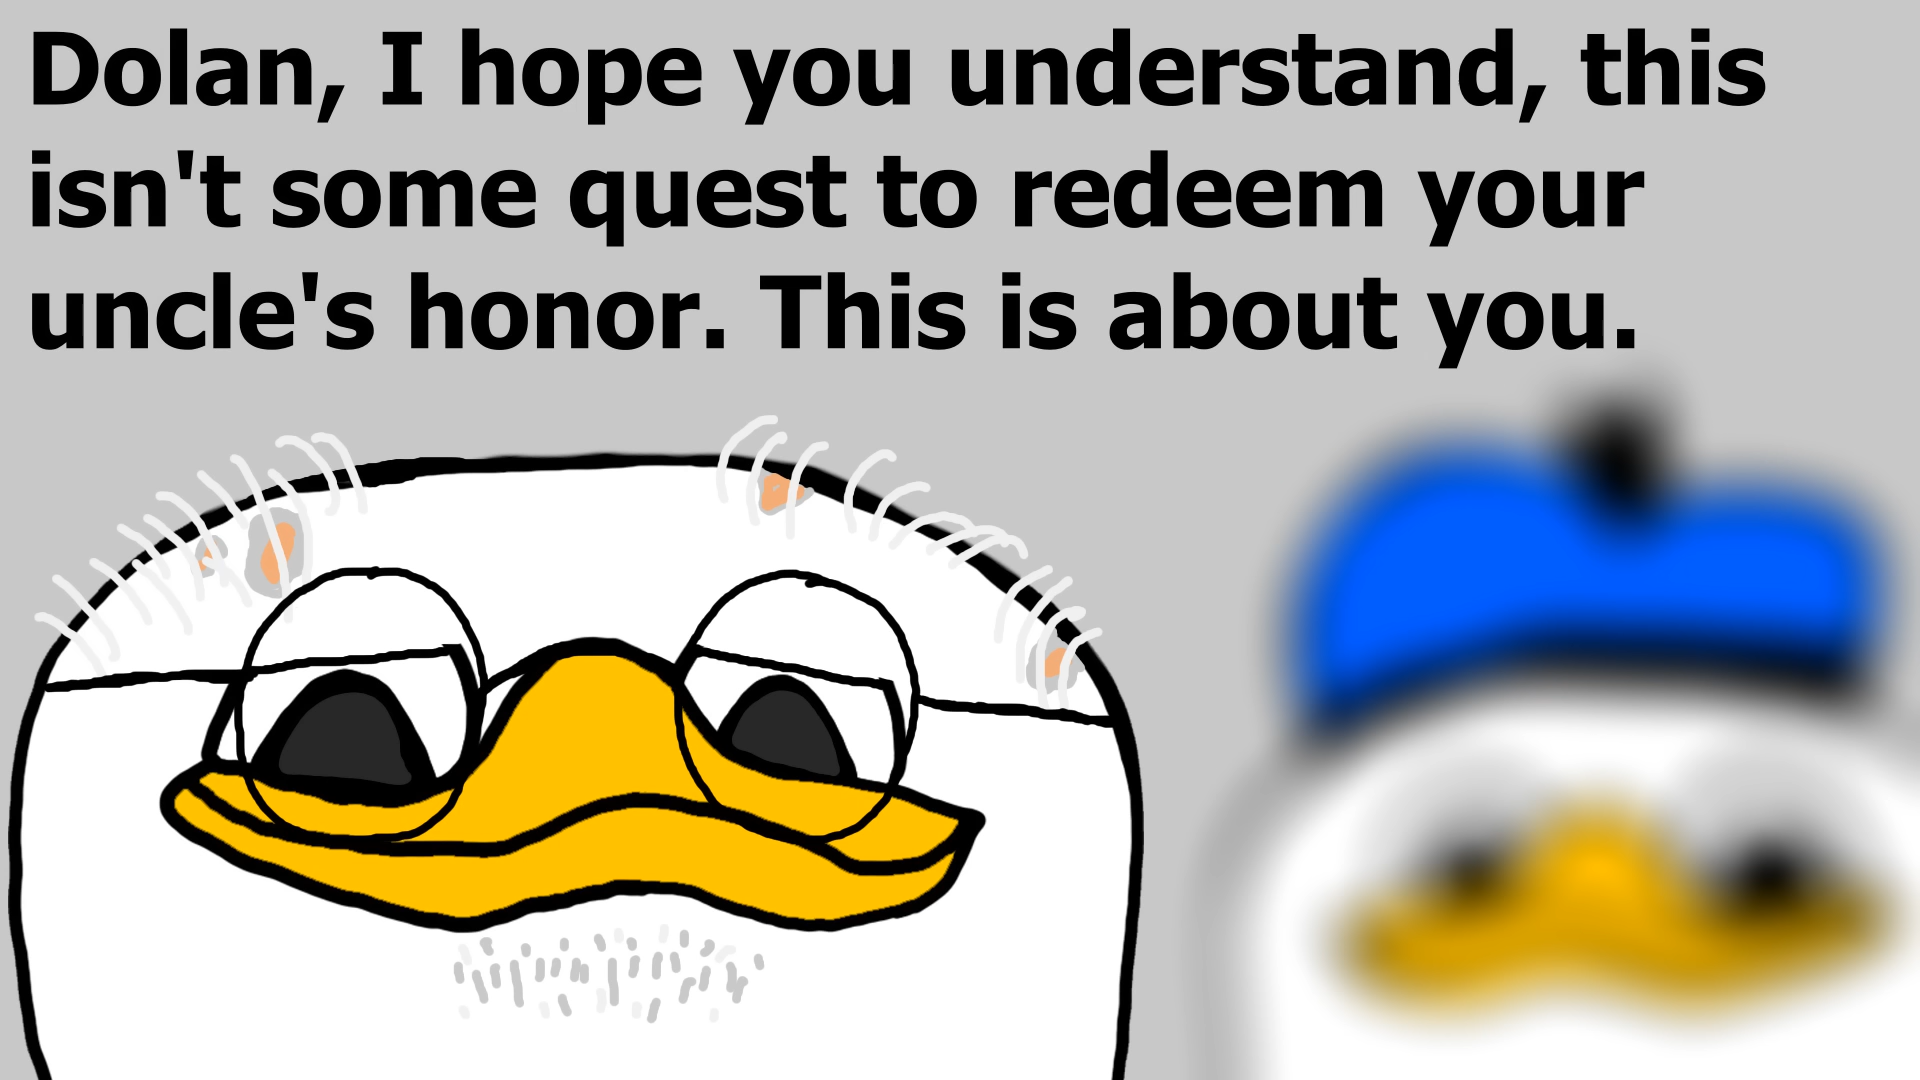 Dolan, I hope you understand, this
isn't some quest to redeem your
uncle's honor. This is about you.